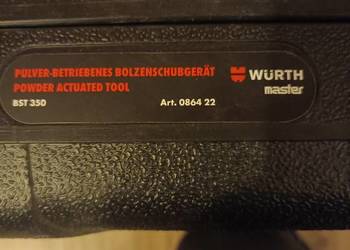 PULVER-BETRIEBENES BOLZENSCHUBGERÄT
POWDER ACTUATED TOOL
BST 350
Art. 0864 22
WÜRTH
master